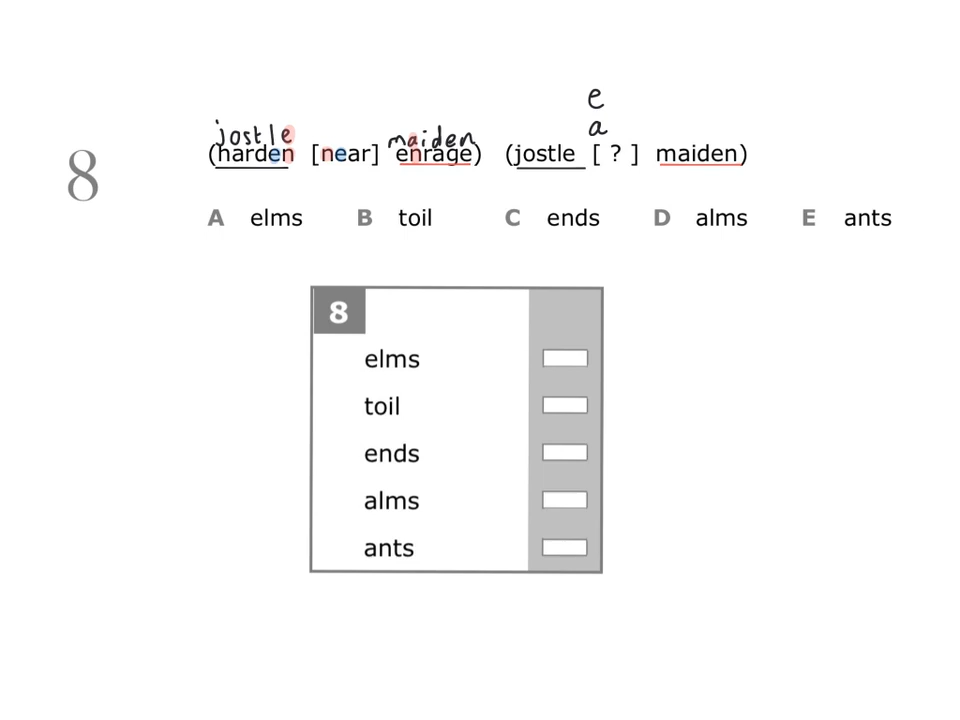 e
a
jostle maiden
8 (harden [near] enrage) (jostle [ ? ] maiden)
A elms B toil C ends D alms E ants
8
elms
toil
ends
alms
ants